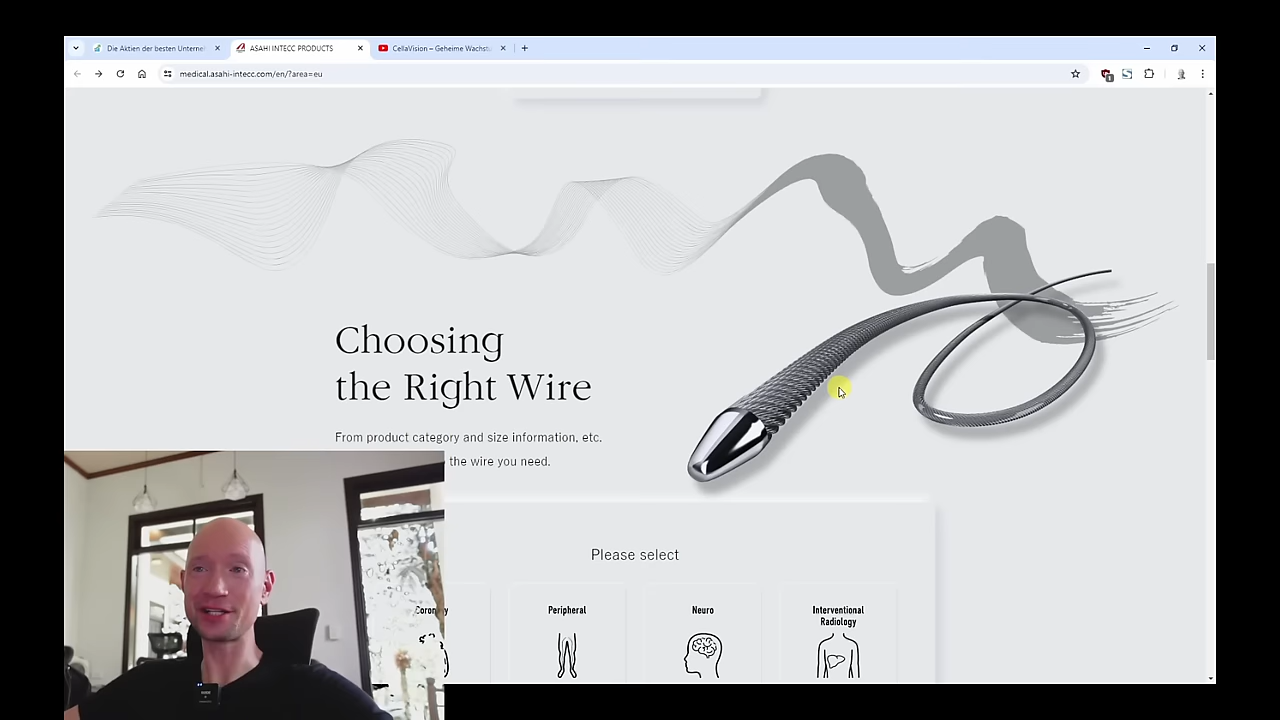 Die Aktien der besten Unterne
ASAHI INTECC PRODUCTS
CellaVision – Geheime Wachstu
medical.asahi-intecc.com/en/?area=eu
Choosing
the Right Wire
From product category and size information, etc.
the wire you need.
Please select
Peripheral
Neuro
Interventional
Radiology